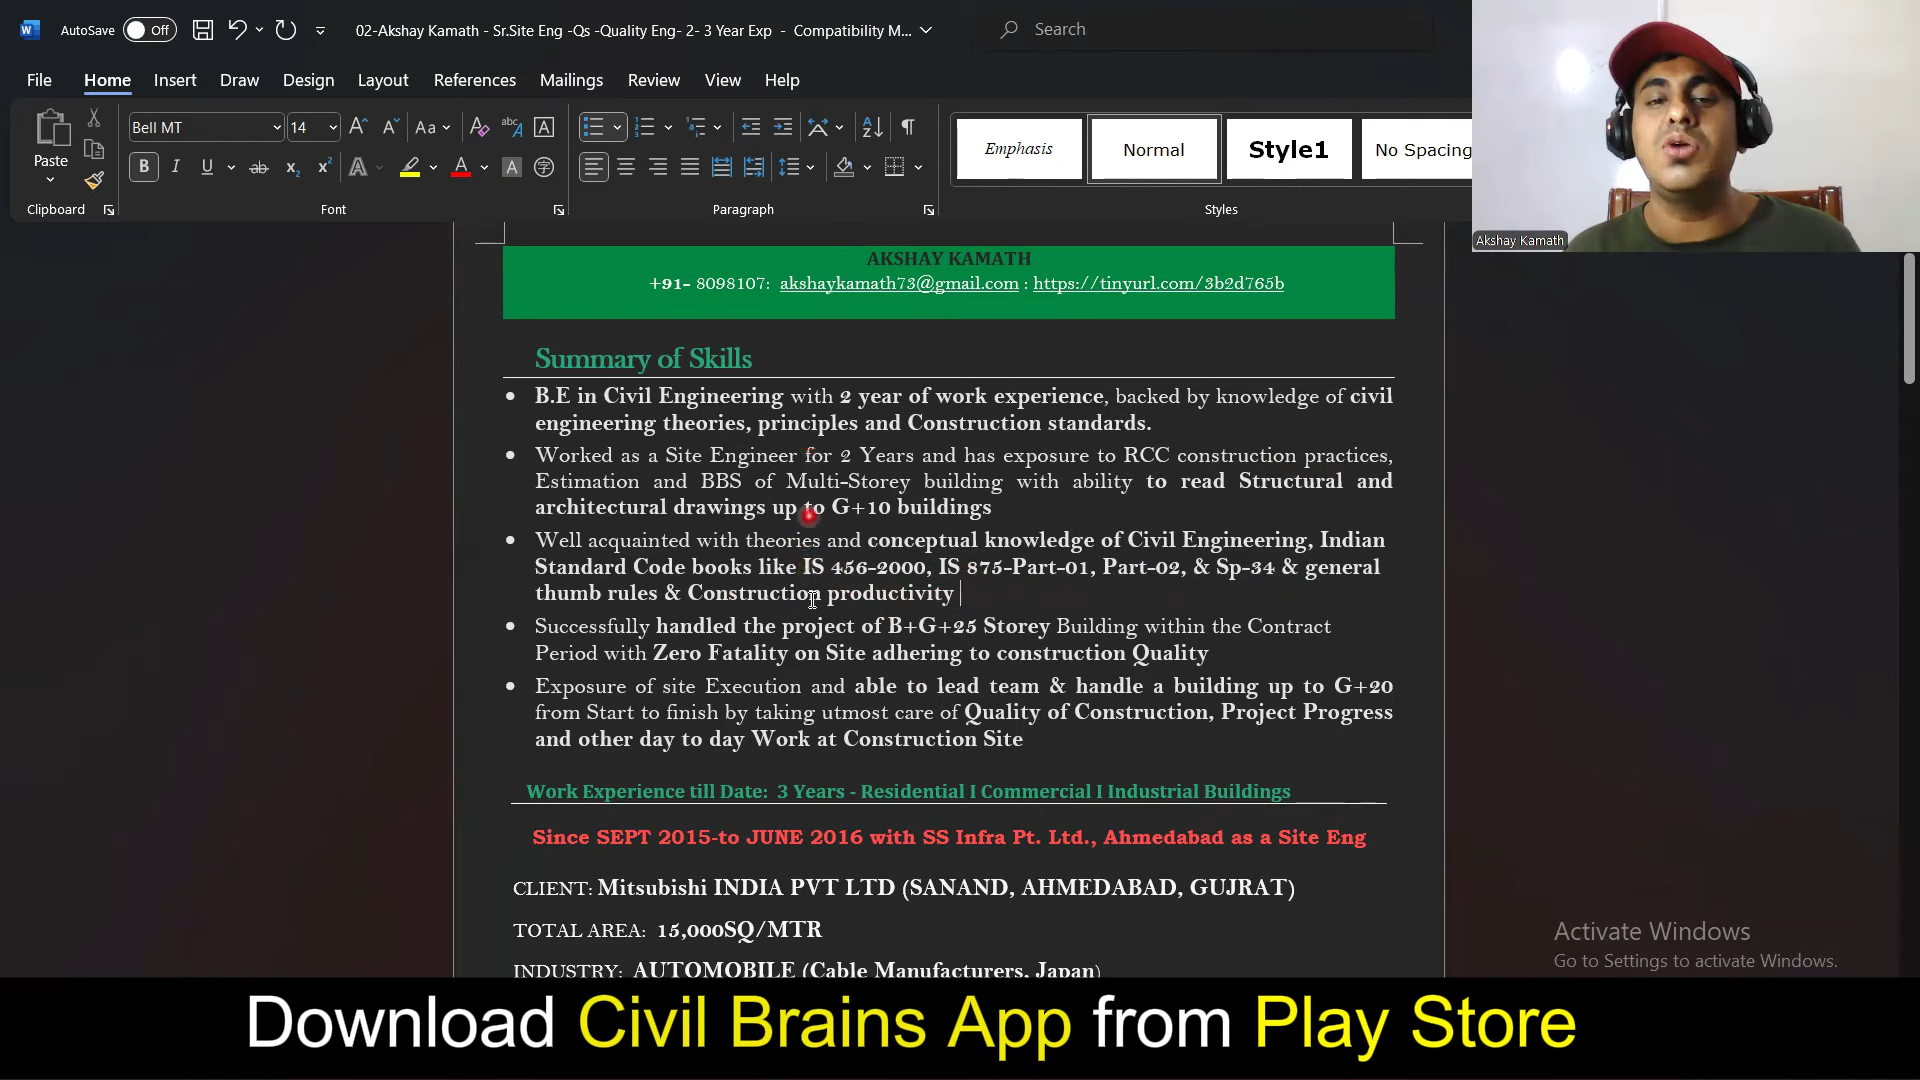 AutoSave Off 02-Akshay Kamath - Sr.Site Eng -Qs -Quality Eng- 2- 3 Year Exp - Compatibility M... Search
File Home Insert Draw Design Layout References Mailings Review View Help
Paste Bell MT 14 Aa Emphasis Normal Style1 No Spacing
Clipboard Font Paragraph Styles
Akshay Kamath
AKSHAY KAMATH
+91- 8098107: akshaykamath73@gmail.com : https://tinyurl.com/3b2d765b
Summary of Skills
• B.E in Civil Engineering with 2 year of work experience, backed by knowledge of civil
engineering theories, principles and Construction standards.
• Worked as a Site Engineer for 2 Years and has exposure to RCC construction practices,
Estimation and BBS of Multi-Storey building with ability to read Structural and
architectural drawings up to G+10 buildings
• Well acquainted with theories and conceptual knowledge of Civil Engineering, Indian
Standard Code books like IS 456-2000, IS 875-Part-01, Part-02, & Sp-34 & general
thumb rules & Construction productivity
• Successfully handled the project of B+G+25 Storey Building within the Contract
Period with Zero Fatality on Site adhering to construction Quality
• Exposure of site Execution and able to lead team & handle a building up to G+20
from Start to finish by taking utmost care of Quality of Construction, Project Progress
and other day to day Work at Construction Site
Work Experience till Date: 3 Years - Residential I Commercial I Industrial Buildings
Since SEPT 2015-to JUNE 2016 with SS Infra Pt. Ltd., Ahmedabad as a Site Eng
CLIENT: Mitsubishi INDIA PVT LTD (SANAND, AHMEDABAD, GUJRAT)
TOTAL AREA: 15,000SQ/MTR
INDUSTRY: AUTOMOBILE (Cable Manufacturers, Japan)
Activate Windows
Go to Settings to activate Windows.
Download Civil Brains App from Play Store